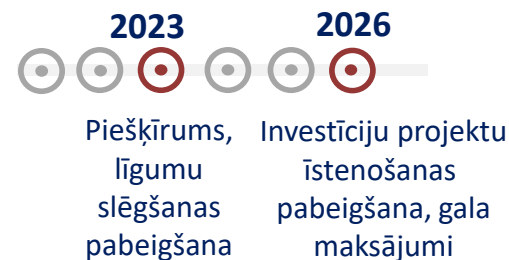 2023
2026
Piešķīrums,
līgumu
slēgšanas
pabeigšana
Investīciju projektu
īstenošanas
pabeigšana, gala
maksājumi